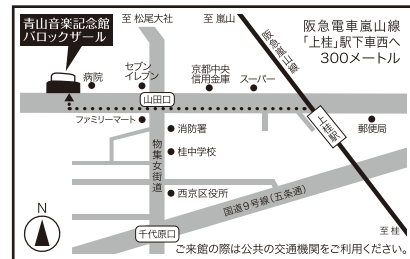 青山音楽記念館
バロックザール
至 松尾大社
至 嵐山
阪急嵐山線
阪急電車嵐山線
「上桂」駅下車西へ
300メートル
病院
セブン
イレブン
京都中央
信用金庫
スーパー
山田口
ファミリーマート
消防署
桂中学校
西京区役所
物集女街道
上桂駅
郵便局
国道9号線(五条通)
千代原口
至 桂
N
ご来館の際は公共の交通機関をご利用ください。